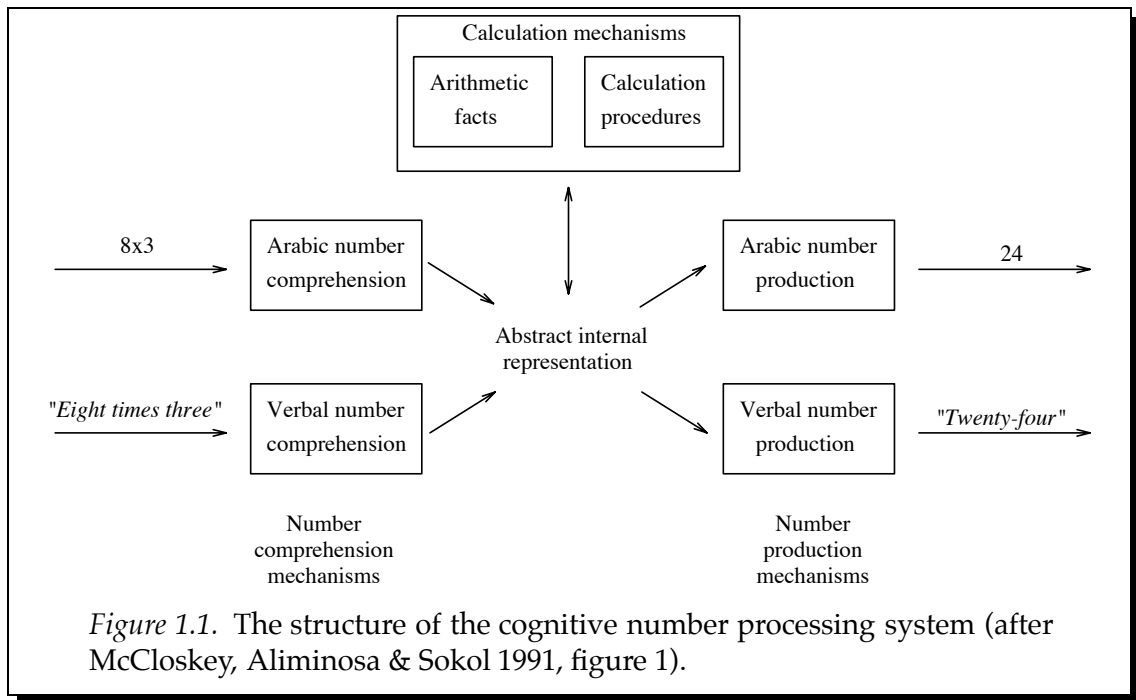 Calculation mechanisms
Arithmetic
facts
Calculation
procedures
8x3
Arabic number
comprehension
Arabic number
production
24
Abstract internal
representation
"Eight times three"
Verbal number
comprehension
Verbal number
production
"Twenty-four"
Number
comprehension
mechanisms
Number
production
mechanisms
Figure 1.1. The structure of the cognitive number processing system (after
McCloskey, Aliminosa & Sokol 1991, figure 1).